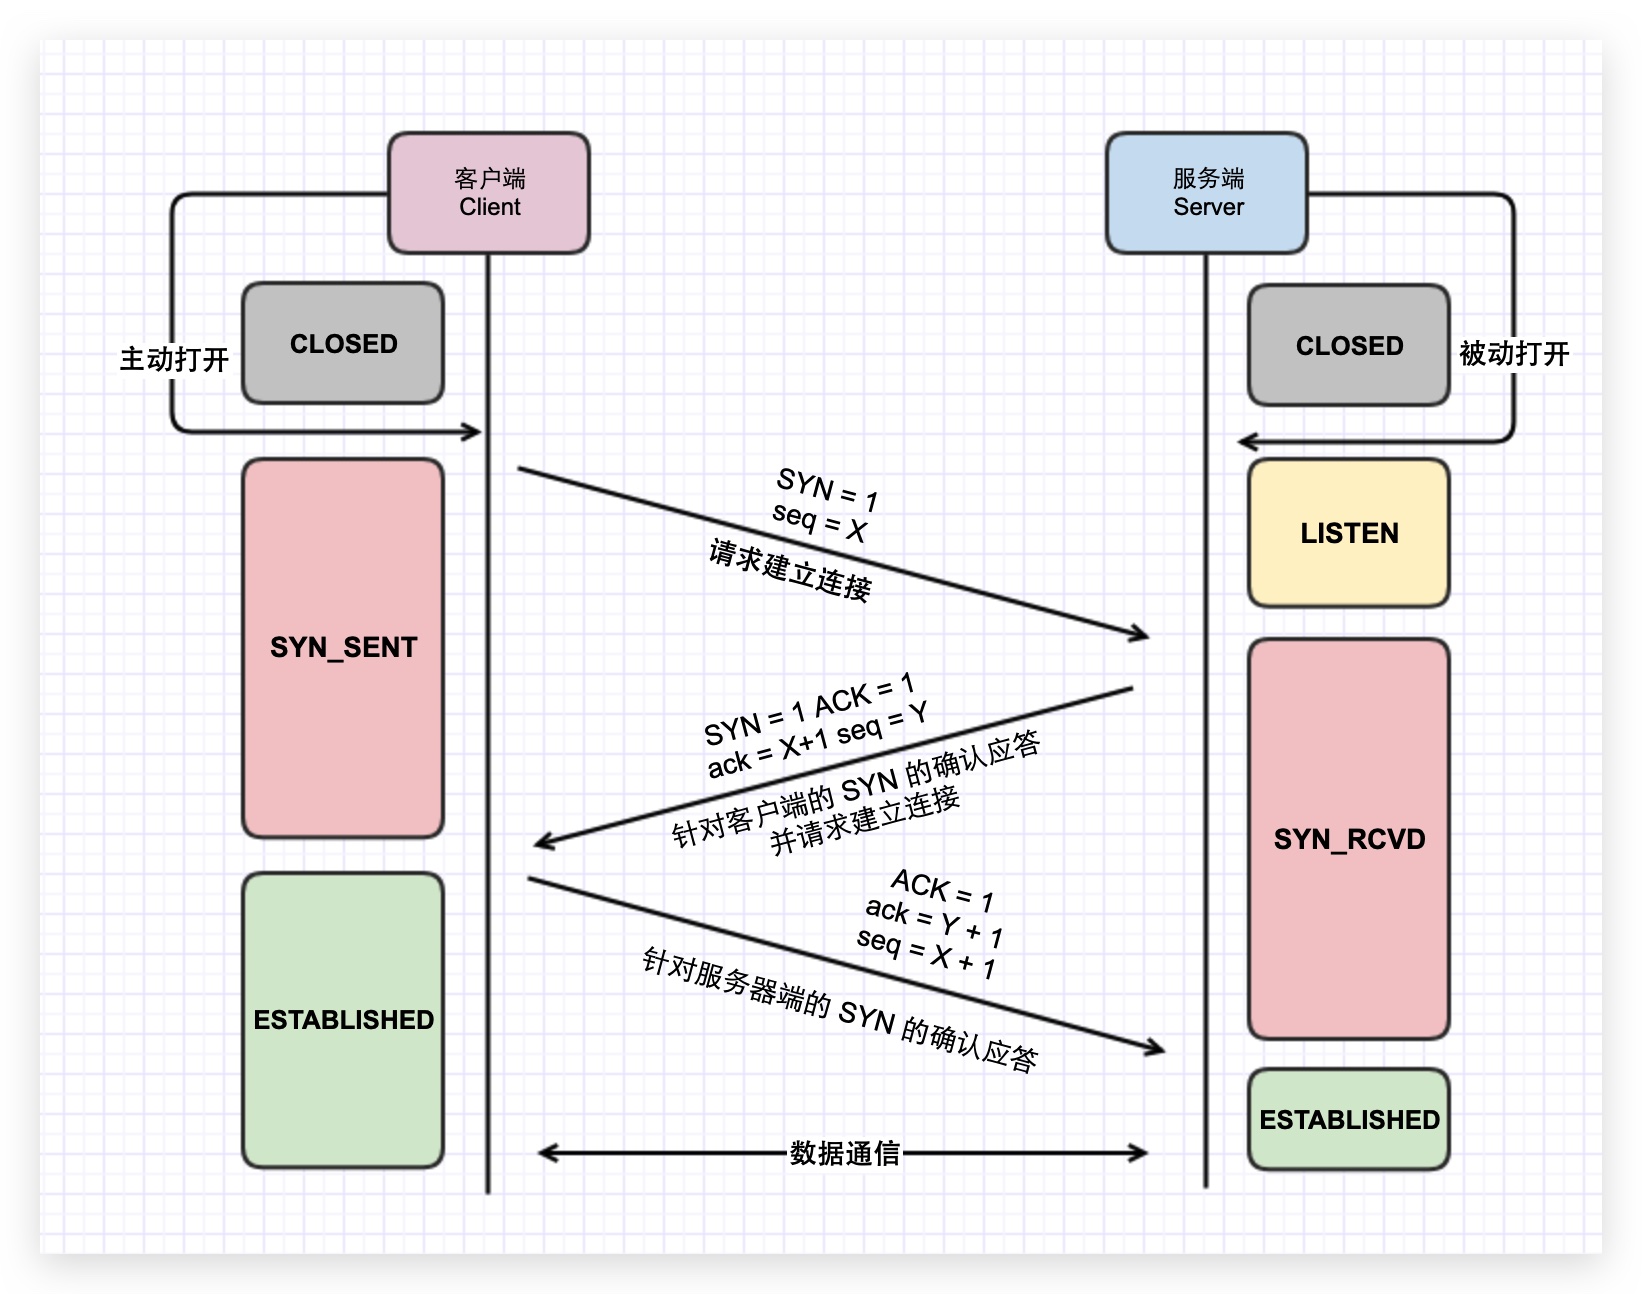 客户端
Client
服务端
Server
CLOSED
CLOSED
主动打开
被动打开
SYN = 1
seq = X
请求建立连接
LISTEN
SYN_SENT
SYN = 1 ACK = 1
ack = X+1 seq = Y
针对客户端的 SYN 的确认应答
并请求建立连接
SYN_RCVD
ACK = 1
ack = Y + 1
seq = X + 1
针对服务器端的 SYN 的确认应答
ESTABLISHED
ESTABLISHED
数据通信